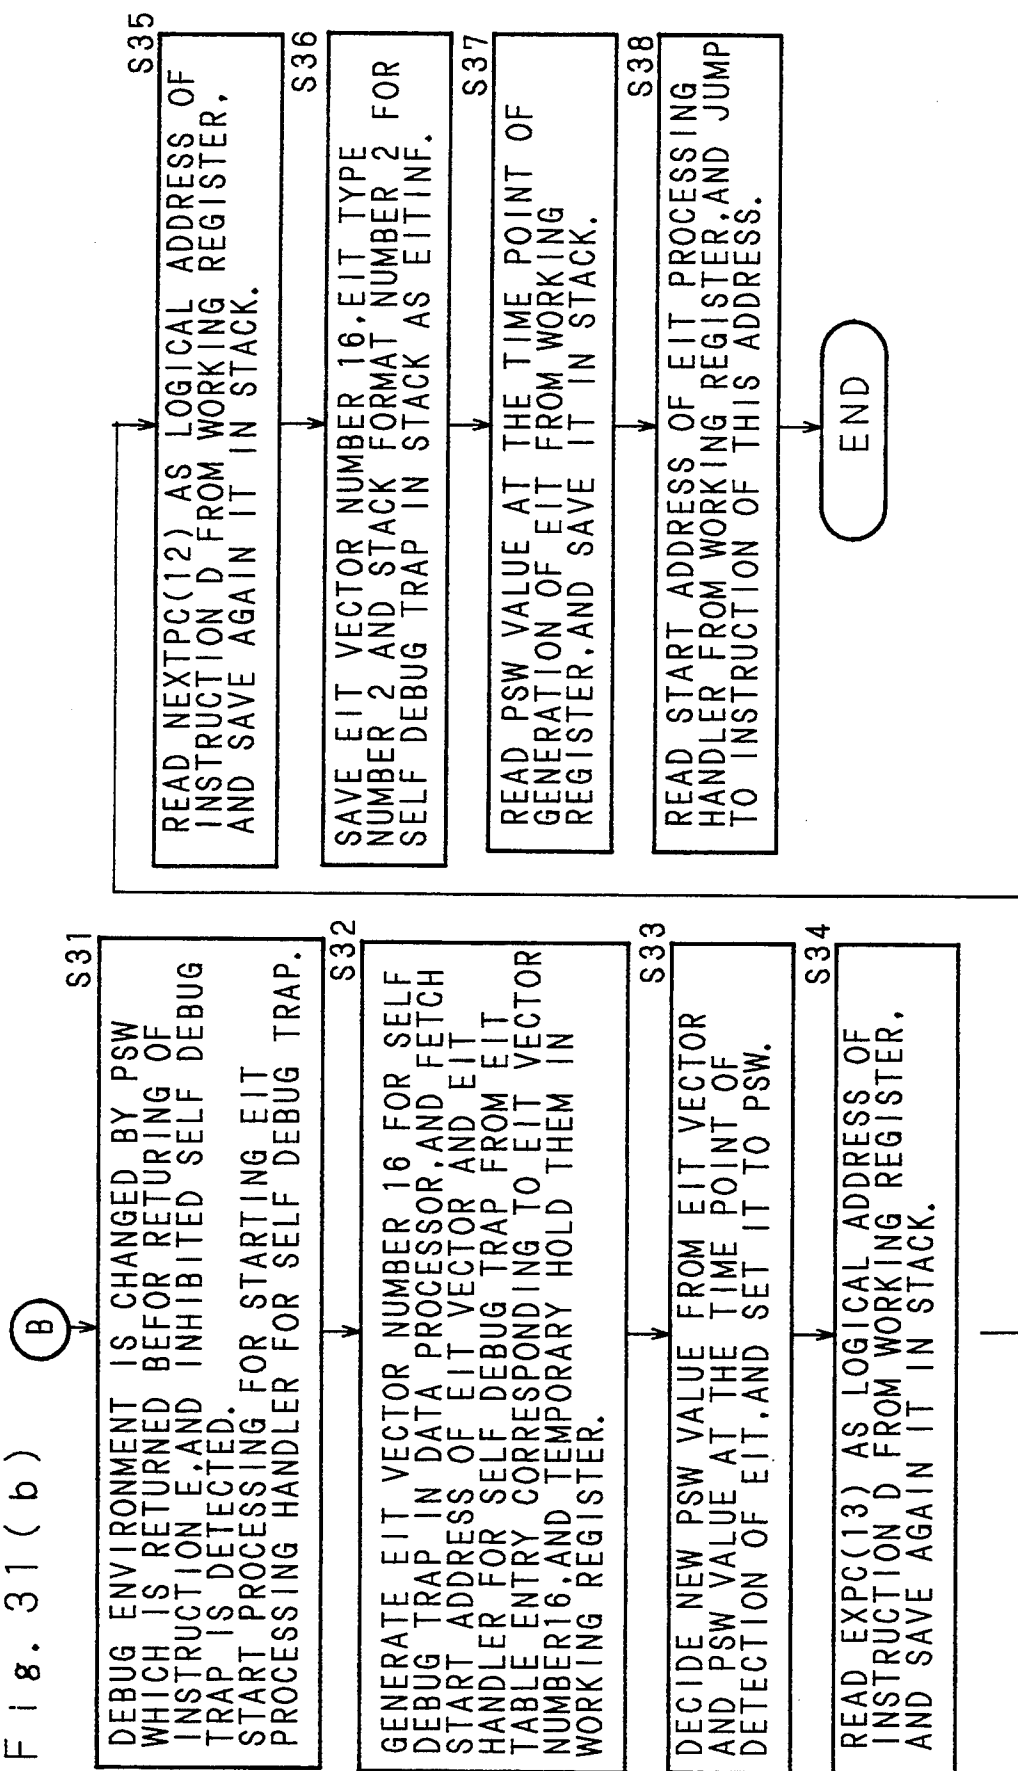 Fig. 31(b)
B
S31
DEBUG ENVIRONMENT IS CHANGED BY PSW
WHICH IS RETURNED BEFOR RETURING OF
INSTRUCTION E,AND INHIBITED SELF DEBUG
TRAP IS DETECTED.
START PROCESSING FOR STARTING EIT
PROCESSING HANDLER FOR SELF DEBUG TRAP.
S32
GENERATE EIT VECTOR NUMBER 16 FOR SELF
DEBUG TRAP IN DATA PROCESSOR,AND FETCH
START ADDRESS OF EIT VECTOR AND EIT
HANDLER FOR SELF DEBUG TRAP FROM EIT
TABLE ENTRY CORRESPONDING TO EIT VECTOR
NUMBER16,AND TEMPORARY HOLD THEM IN
WORKING REGISTER.
S33
DECIDE NEW PSW VALUE FROM EIT VECTOR
AND PSW VALUE AT THE TIME POINT OF
DETECTION OF EIT,AND SET IT TO PSW.
S34
READ EXPC(13) AS LOGICAL ADDRESS OF
INSTRUCTION D FROM WORKING REGISTER,
AND SAVE AGAIN IT IN STACK.
S35
READ NEXTPC(12) AS LOGICAL ADDRESS OF
INSTRUCTION D FROM WORKING REGISTER,
AND SAVE AGAIN IT IN STACK.
S36
SAVE EIT VECTOR NUMBER 16,EIT TYPE
NUMBER 2 AND STACK FORMAT NUMBER 2 FOR
SELF DEBUG TRAP IN STACK AS EITINF.
S37
READ PSW VALUE AT THE TIME POINT OF
GENERATION OF EIT FROM WORKING
REGISTER,AND SAVE IT IN STACK.
S38
READ START ADDRESS OF EIT PROCESSING
HANDLER FROM WORKING REGISTER,AND JUMP
TO INSTRUCTION OF THIS ADDRESS.
END